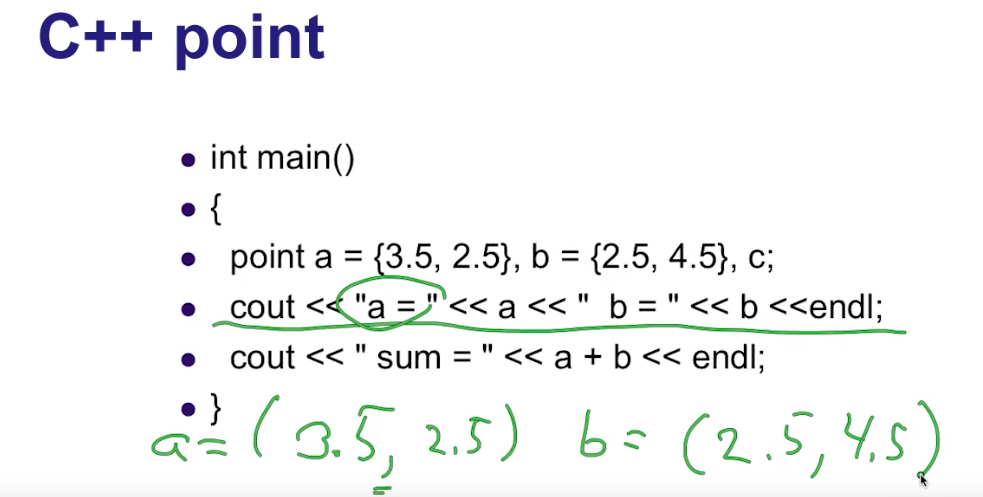 C++ point
• int main()
• {
• point a = {3.5, 2.5}, b = {2.5, 4.5}, c;
• cout << "a = " << a << " b = " << b <<endl;
• cout << " sum = " << a + b << endl;
• }
a = ( 3.5, 2.5 ) b = ( 2.5, 4.5 )